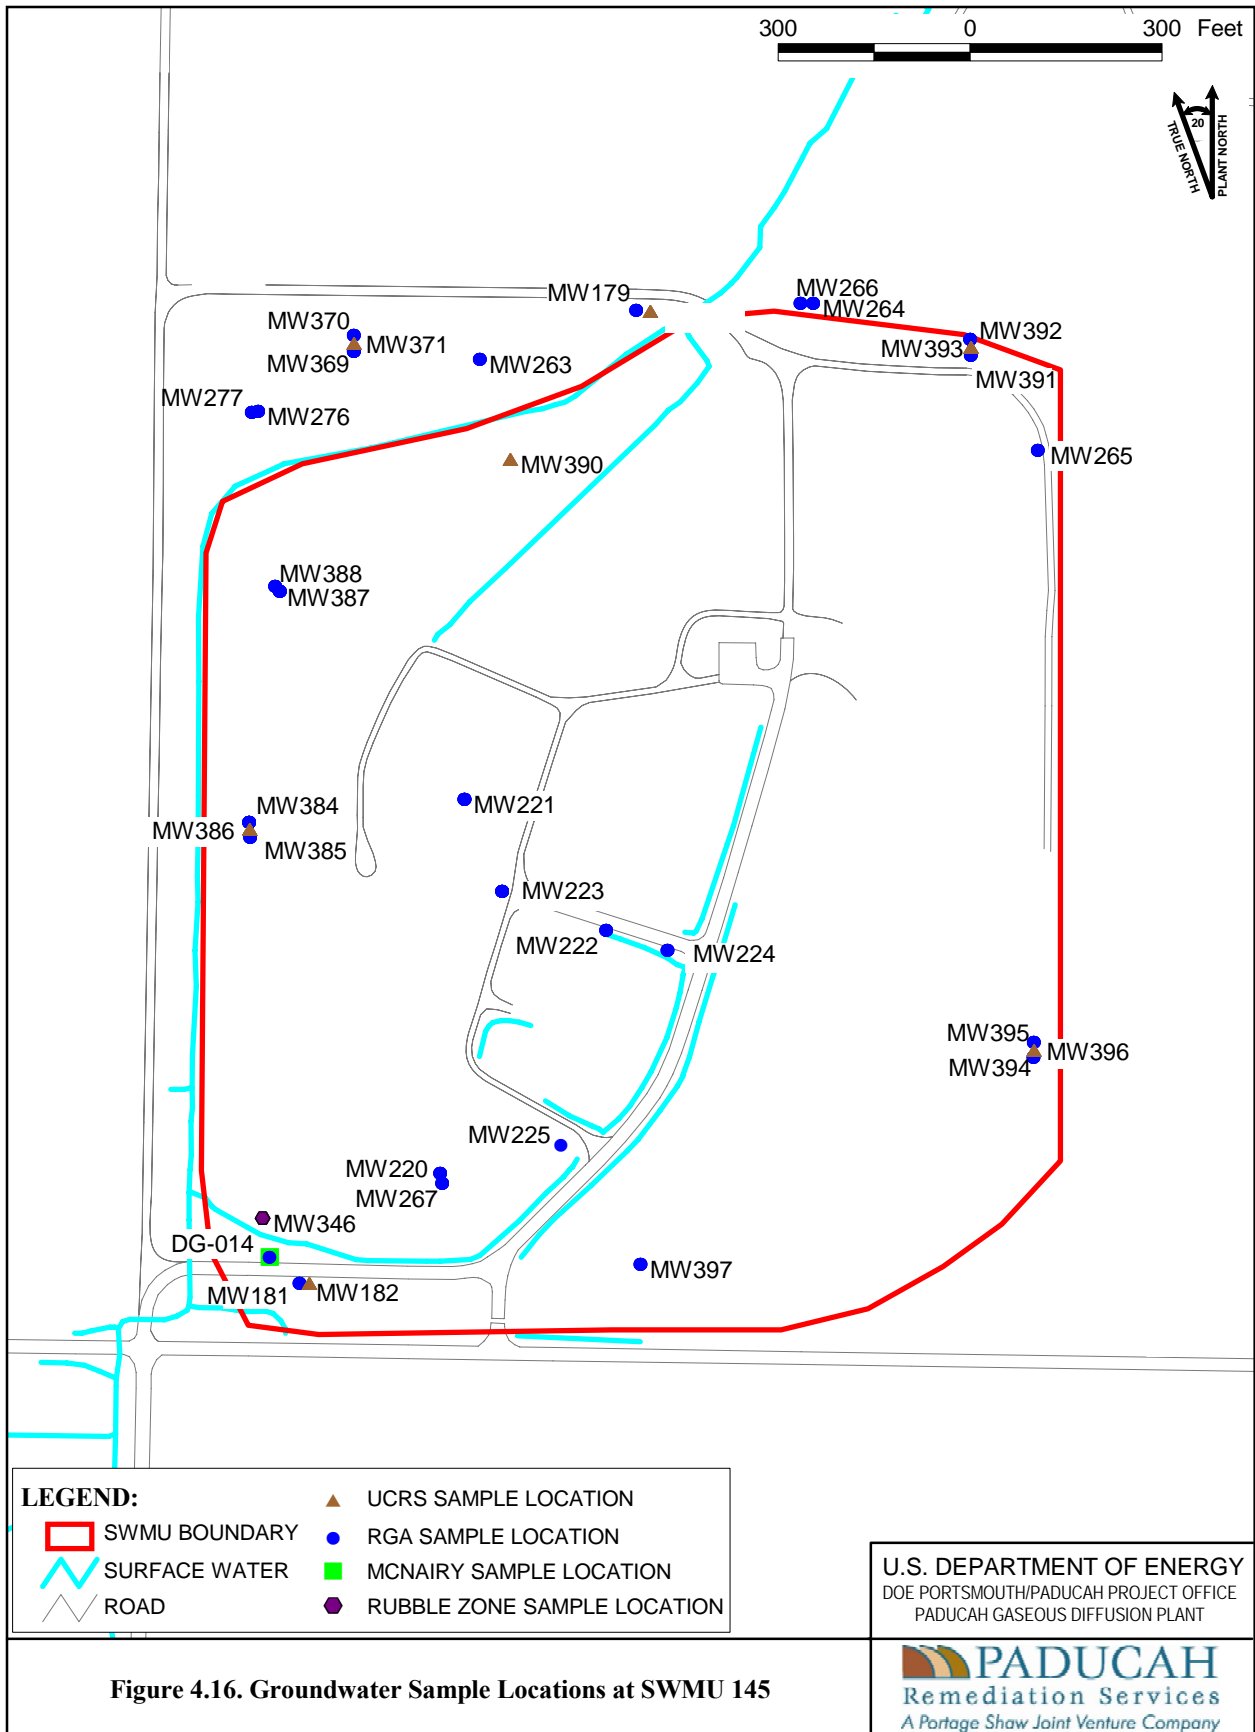 300 0 300 Feet
20
TRUE NORTH
PLANT NORTH
MW266
MW179
MW264
MW370
MW392
MW371
MW393
MW369
MW263
MW391
MW277
MW276
MW265
MW390
MW388
MW387
MW384
MW221
MW386
MW385
MW223
MW222
MW224
MW395
MW396
MW394
MW225
MW220
MW267
MW346
DG-014
MW397
MW181
MW182
LEGEND:
SWMU BOUNDARY
SURFACE WATER
ROAD
UCRS SAMPLE LOCATION
RGA SAMPLE LOCATION
MCNAIRY SAMPLE LOCATION
RUBBLE ZONE SAMPLE LOCATION
U.S. DEPARTMENT OF ENERGY
DOE PORTSMOUTH/PADUCAH PROJECT OFFICE
PADUCAH GASEOUS DIFFUSION PLANT
Figure 4.16. Groundwater Sample Locations at SWMU 145
PADUCAH
Remediation Services
A Portage Shaw Joint Venture Company